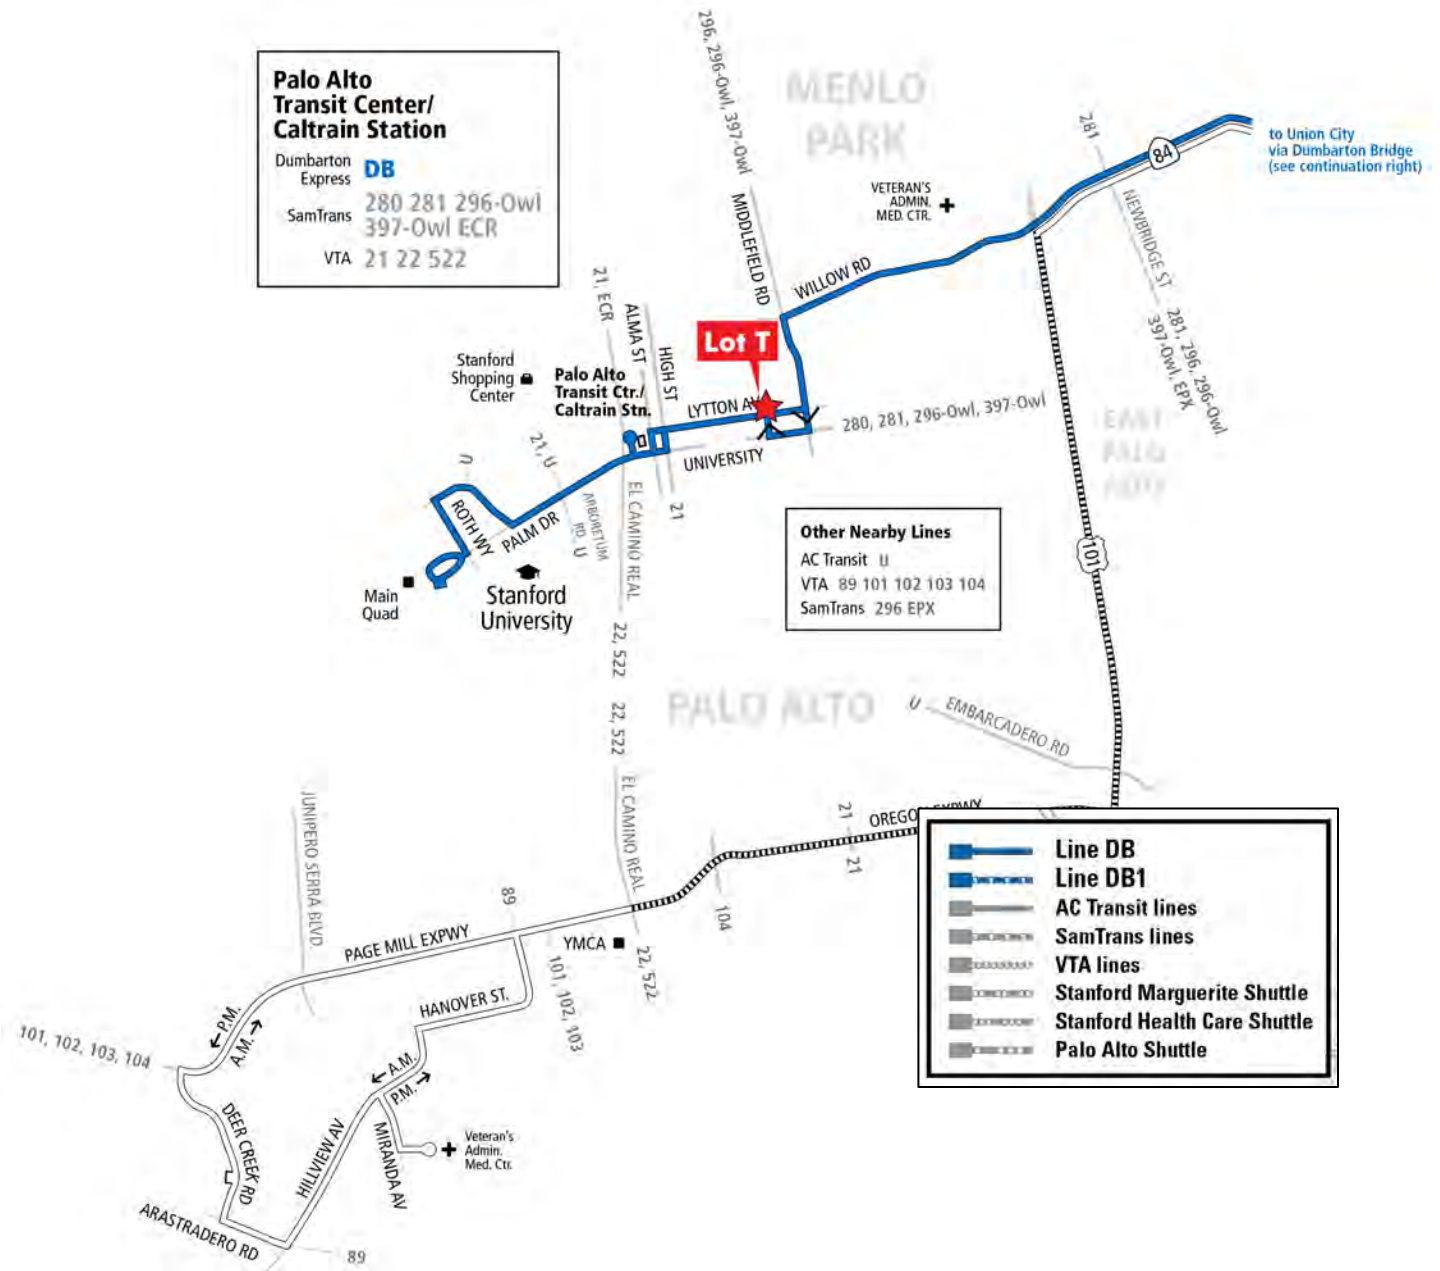 Palo Alto
Transit Center/
Caltrain Station
Dumbarton
Express
DB
SamTrans
280 281 296-Owl
397-Owl ECR
VTA
21 22 522
296, 296-Owl, 397-Owl
MENLO
PARK
281
84
to Union City
via Dumbarton Bridge
(see continuation right)
VETERAN'S
ADMIN.
MED. CTR.
MIDDLEFIELD RD
WILLOW RD
NEWBRIDGE ST
281, 296, 296-Owl,
397-Owl, EPX
21, ECR
ALMA ST
HIGH ST
Lot T
Stanford
Shopping
Center
Palo Alto
Transit Ctr./
Caltrain Stn.
LYTTON AV
280, 281, 296-Owl, 397-Owl
EAST
PALO
ALTO
UNIVERSITY
21, U
U
ROTH WY
PALM DR
ARBORETUM
RD.
U
EL CAMINO REAL
21
Main
Quad
Stanford
University
Other Nearby Lines
AC Transit U
VTA 89 101 102 103 104
SamTrans 296 EPX
101
22, 522
PALO ALTO
U
EMBARCADERO RD
22, 522
JUNIPERO SERRA BLVD
EL CAMINO REAL
21
21
89
104
PAGE MILL EXPWY
YMCA
22, 522
101, 102, 103
HANOVER ST.
P.M.
A.M.
101, 102, 103, 104
A.M.
P.M.
DEER CREEK RD
HILLVIEW AV
MIRANDA AV
Veteran's
Admin.
Med. Ctr.
ARASTRADERO RD
89
Line DB
Line DB1
AC Transit lines
SamTrans lines
VTA lines
Stanford Marguerite Shuttle
Stanford Health Care Shuttle
Palo Alto Shuttle